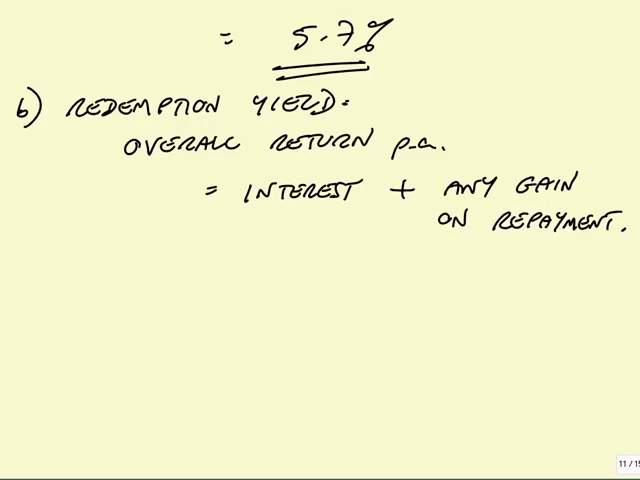 = 5.7%
b) REDEMPTION YIELD:
OVERALL RETURN p.a.
= INTEREST + ANY GAIN
ON REPAYMENT.
11 / 15